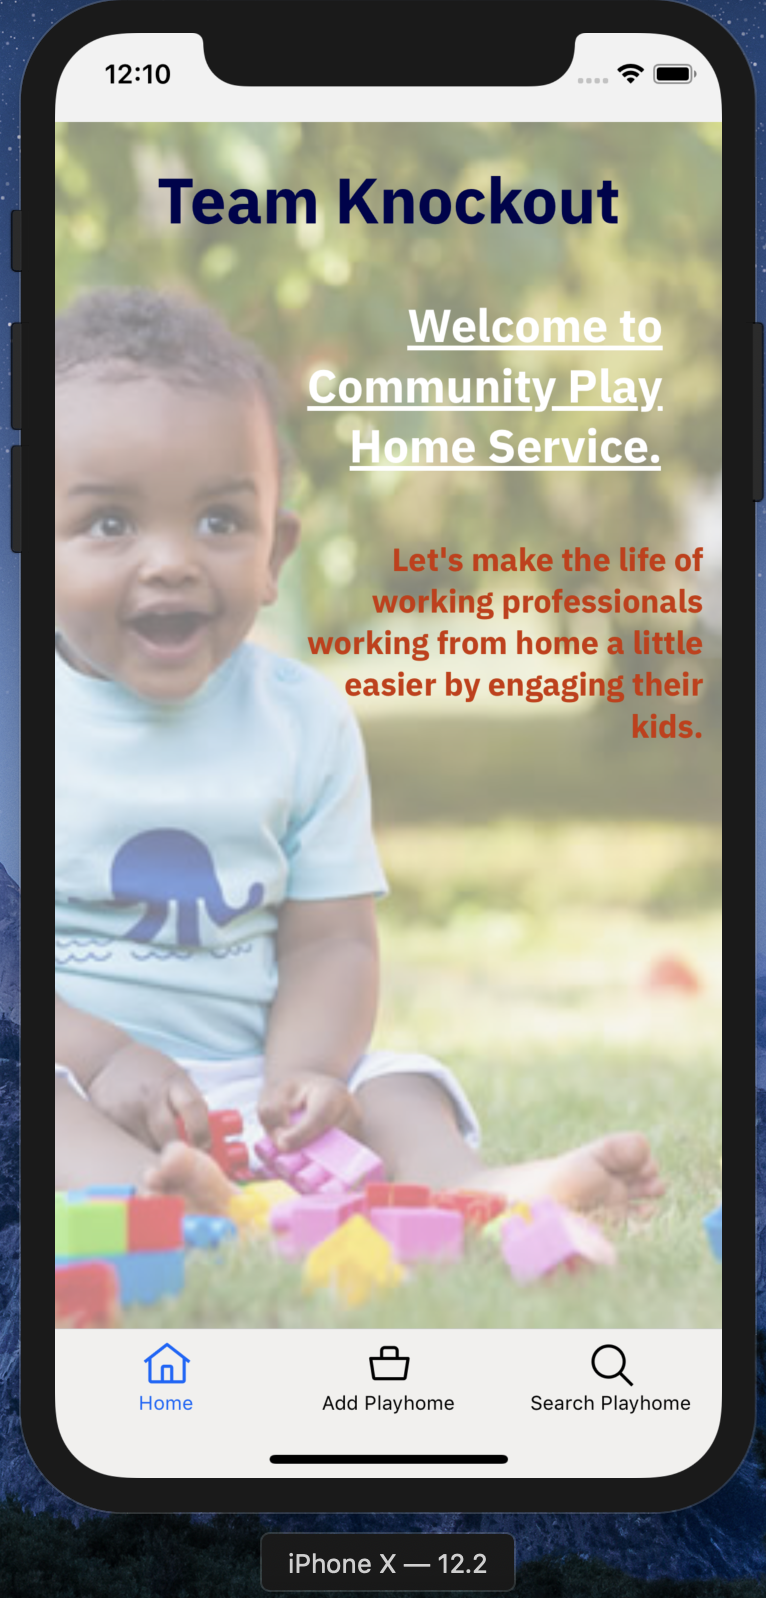 12:10
Team Knockout
Welcome to
Community Play
Home Service.
Let's make the life of
working professionals
working from home a little
easier by engaging their
kids.
Home
Add Playhome
Search Playhome
iPhone X — 12.2